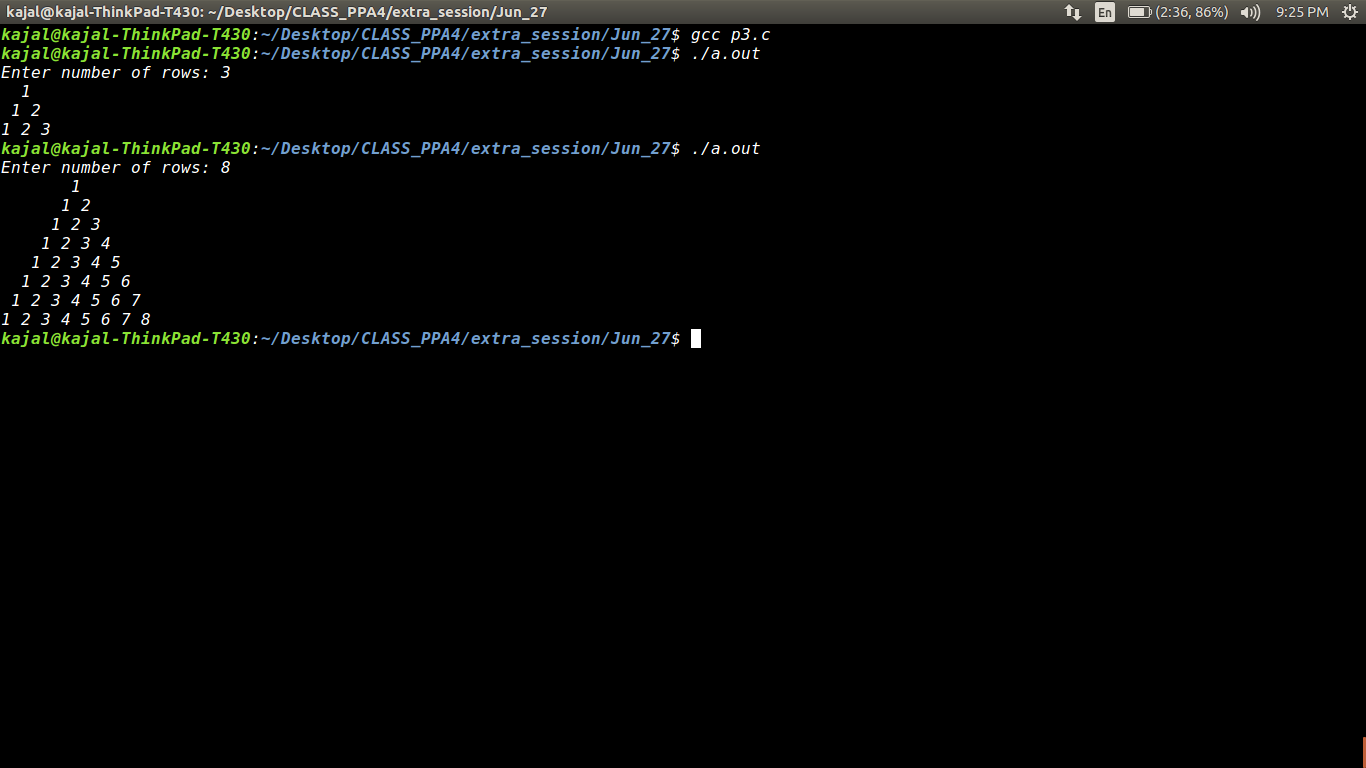 kajal@kajal-ThinkPad-T430: ~/Desktop/CLASS_PPA4/extra_session/Jun_27 En (2:36, 86%) 9:25 PM
kajal@kajal-ThinkPad-T430:~/Desktop/CLASS_PPA4/extra_session/Jun_27$ gcc p3.c
kajal@kajal-ThinkPad-T430:~/Desktop/CLASS_PPA4/extra_session/Jun_27$ ./a.out
Enter number of rows: 3
  1
 1 2
1 2 3
kajal@kajal-ThinkPad-T430:~/Desktop/CLASS_PPA4/extra_session/Jun_27$ ./a.out
Enter number of rows: 8
       1
      1 2
     1 2 3
    1 2 3 4
   1 2 3 4 5
  1 2 3 4 5 6
 1 2 3 4 5 6 7
1 2 3 4 5 6 7 8
kajal@kajal-ThinkPad-T430:~/Desktop/CLASS_PPA4/extra_session/Jun_27$